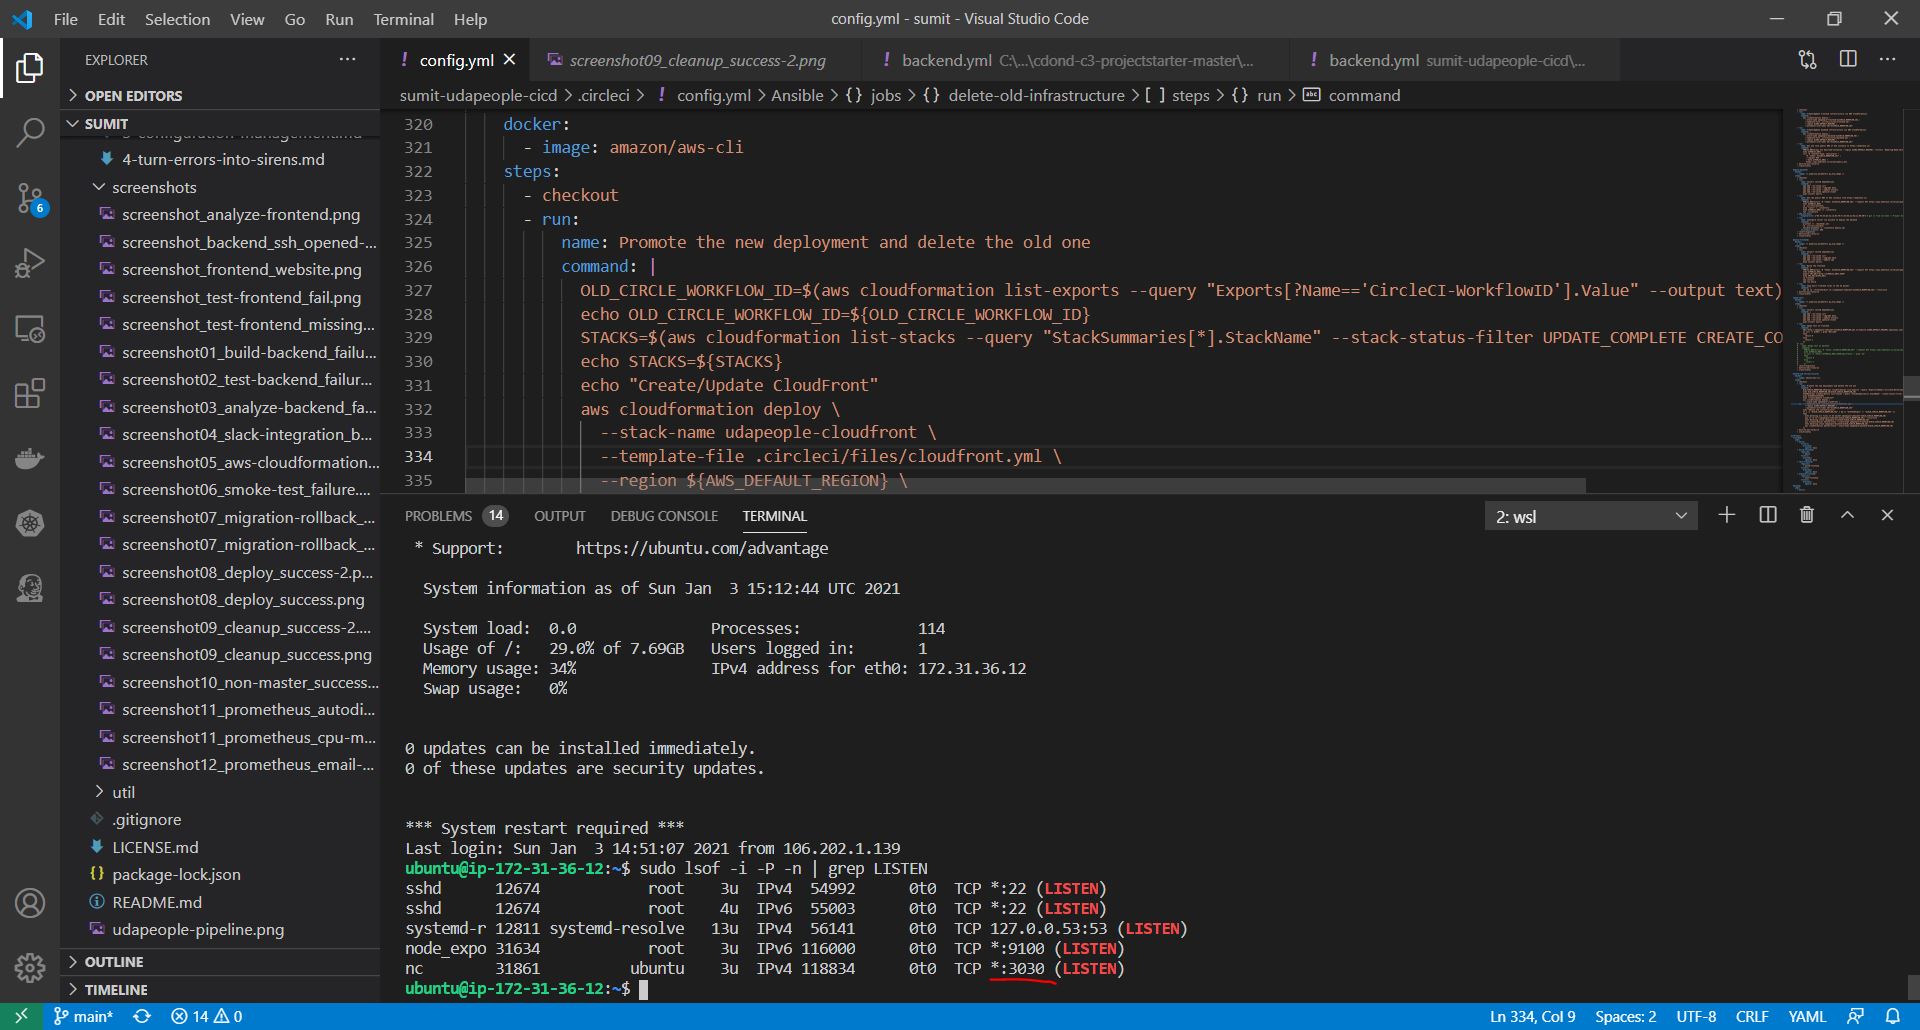 File Edit Selection View Go Run Terminal Help
config.yml - sumit - Visual Studio Code
EXPLORER
OPEN EDITORS
SUMIT
4-turn-errors-into-sirens.md
screenshots
screenshot_analyze-frontend.png
screenshot_backend_ssh_opened-...
screenshot_frontend_website.png
screenshot_test-frontend_fail.png
screenshot_test-frontend_missing...
screenshot01_build-backend_failu...
screenshot02_test-backend_failur...
screenshot03_analyze-backend_fa...
screenshot04_slack-integration_b...
screenshot05_aws-cloudformation...
screenshot06_smoke-test_failure....
screenshot07_migration-rollback_...
screenshot07_migration-rollback_...
screenshot08_deploy_success-2.p...
screenshot08_deploy_success.png
screenshot09_cleanup_success-2....
screenshot09_cleanup_success.png
screenshot10_non-master_success...
screenshot11_prometheus_autodi...
screenshot11_prometheus_cpu-m...
screenshot12_prometheus_email-...
util
.gitignore
LICENSE.md
package-lock.json
README.md
udapeople-pipeline.png
OUTLINE
TIMELINE
6
config.yml screenshot09_cleanup_success-2.png backend.yml C:\...\cdond-c3-projectstarter-master\... backend.yml sumit-udapeople-cicd\...
sumit-udapeople-cicd > .circleci > config.yml > Ansible > {} jobs > {} delete-old-infrastructure > [ ] steps > {} run > command
320 docker:
321 - image: amazon/aws-cli
322 steps:
323 - checkout
324 - run:
325 name: Promote the new deployment and delete the old one
326 command: |
327 OLD_CIRCLE_WORKFLOW_ID=$(aws cloudformation list-exports --query "Exports[?Name=='CircleCI-WorkflowID'].Value" --output text)
328 echo OLD_CIRCLE_WORKFLOW_ID=${OLD_CIRCLE_WORKFLOW_ID}
329 STACKS=$(aws cloudformation list-stacks --query "StackSummaries[*].StackName" --stack-status-filter UPDATE_COMPLETE CREATE_CO
330 echo STACKS=${STACKS}
331 echo "Create/Update CloudFront"
332 aws cloudformation deploy \
333 --stack-name udapeople-cloudfront \
334 --template-file .circleci/files/cloudfront.yml \
335 --region ${AWS_DEFAULT_REGION} \
PROBLEMS 14 OUTPUT DEBUG CONSOLE TERMINAL 2: wsl
* Support: https://ubuntu.com/advantage
System information as of Sun Jan 3 15:12:44 UTC 2021
System load: 0.0 Processes: 114
Usage of /: 29.0% of 7.69GB Users logged in: 1
Memory usage: 34% IPv4 address for eth0: 172.31.36.12
Swap usage: 0%
0 updates can be installed immediately.
0 of these updates are security updates.
*** System restart required ***
Last login: Sun Jan 3 14:51:07 2021 from 106.202.1.139
ubuntu@ip-172-31-36-12:~$ sudo lsof -i -P -n | grep LISTEN
sshd 12674 root 3u IPv4 54992 0t0 TCP *:22 (LISTEN)
sshd 12674 root 4u IPv6 55003 0t0 TCP *:22 (LISTEN)
systemd-r 12811 systemd-resolve 13u IPv4 56141 0t0 TCP 127.0.0.53:53 (LISTEN)
node_expo 31634 root 3u IPv6 116000 0t0 TCP *:9100 (LISTEN)
nc 31861 ubuntu 3u IPv4 118834 0t0 TCP *:3030 (LISTEN)
ubuntu@ip-172-31-36-12:~$
main* 14 0 Ln 334, Col 9 Spaces: 2 UTF-8 CRLF YAML